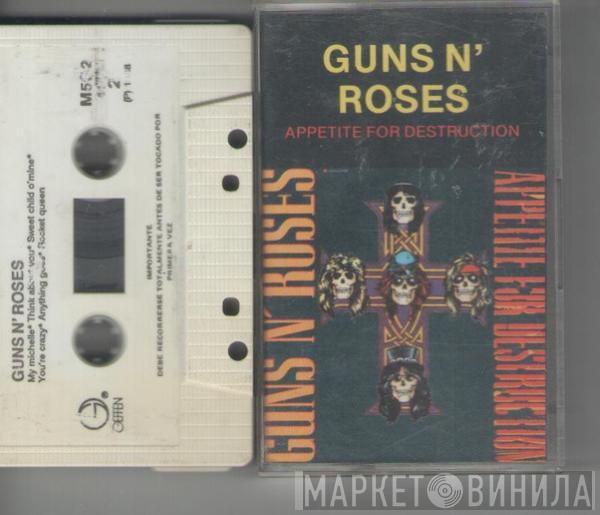 GUNS N' ROSES
My michelle* Think about you* Sweet child o'mine*
You're crazy* Anything goes* Rocket queen
GEFFEN
2
IMPORTANTE
DEBE RECORRERSE TOTALMENTE ANTES DE SER TOCADO POR
PRIMERA VEZ
GUNS N'
ROSES
APPETITE FOR DESTRUCTION
GUNS N' ROSES
APPETITE FOR DESTRUCTION
МАРКЕТ ВИНИЛА